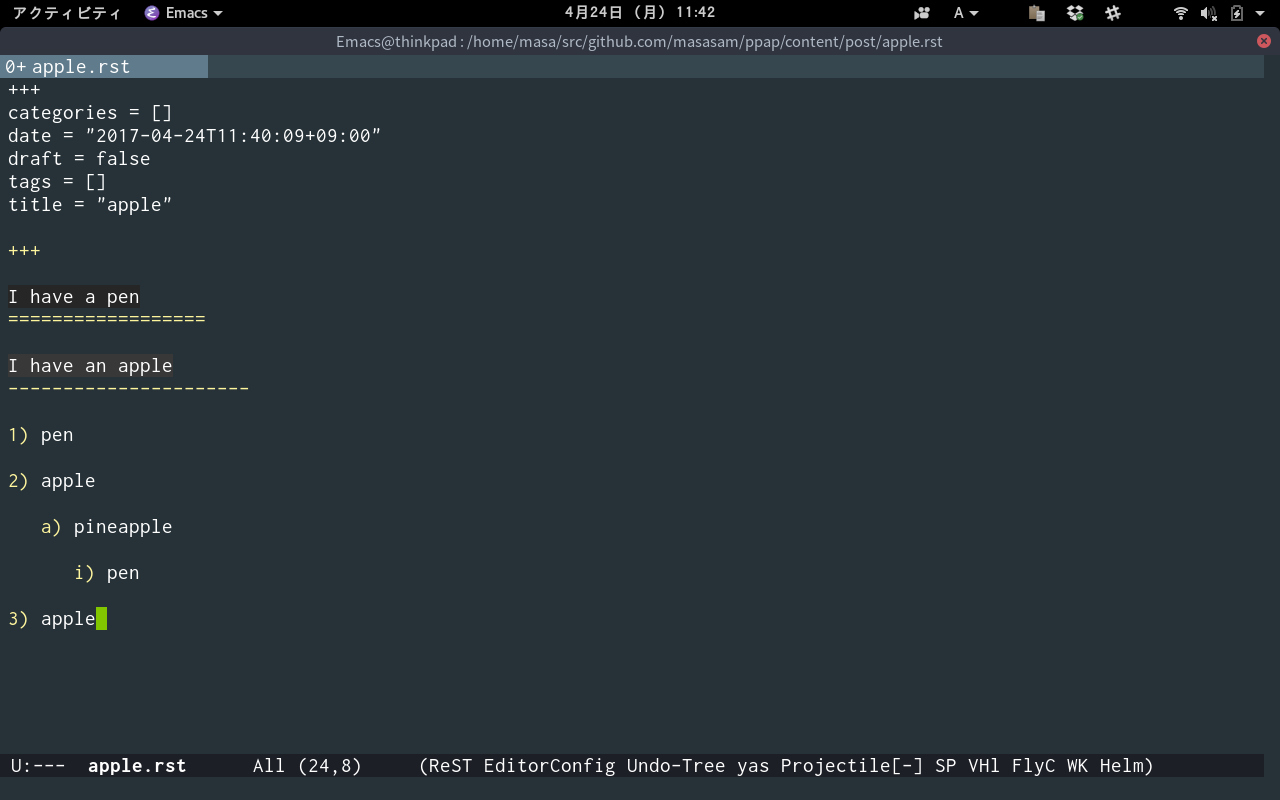 アクティビティ Emacs 4月24日 (月) 11:42 A
Emacs@thinkpad : /home/masa/src/github.com/masasam/ppap/content/post/apple.rst
0+ apple.rst
+++
categories = []
date = "2017-04-24T11:40:09+09:00"
draft = false
tags = []
title = "apple"
+++
I have a pen
==================
I have an apple
----------------------
1) pen
2) apple
a) pineapple
i) pen
3) apple
U:--- apple.rst All (24,8) (ReST EditorConfig Undo-Tree yas Projectile[-] SP VHl FlyC WK Helm)